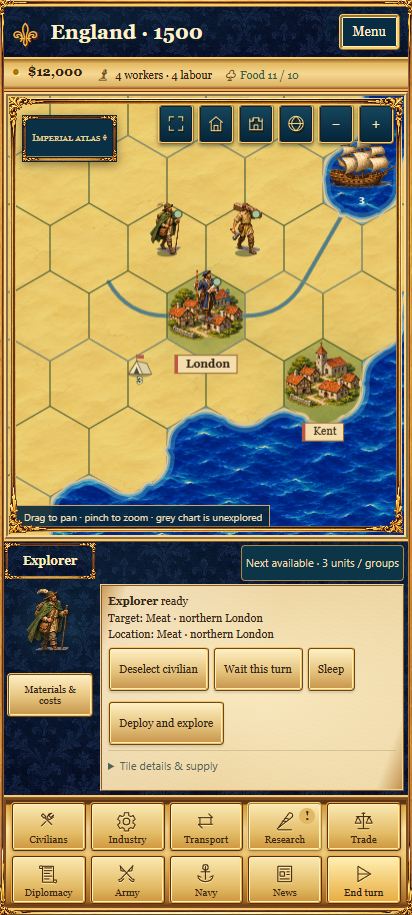 England · 1500
Menu
$12,000
4 workers · 4 labour
Food 11 / 10
Imperial atlas
−
+
3
London
3
Kent
Drag to pan · pinch to zoom · grey chart is unexplored
Explorer
Next available · 3 units / groups
Explorer ready
Target: Meat · northern London
Location: Meat · northern London
Materials & costs
Deselect civilian
Wait this turn
Sleep
Deploy and explore
Tile details & supply
Civilians
Industry
Transport
Research
!
Trade
Diplomacy
Army
Navy
News
End turn